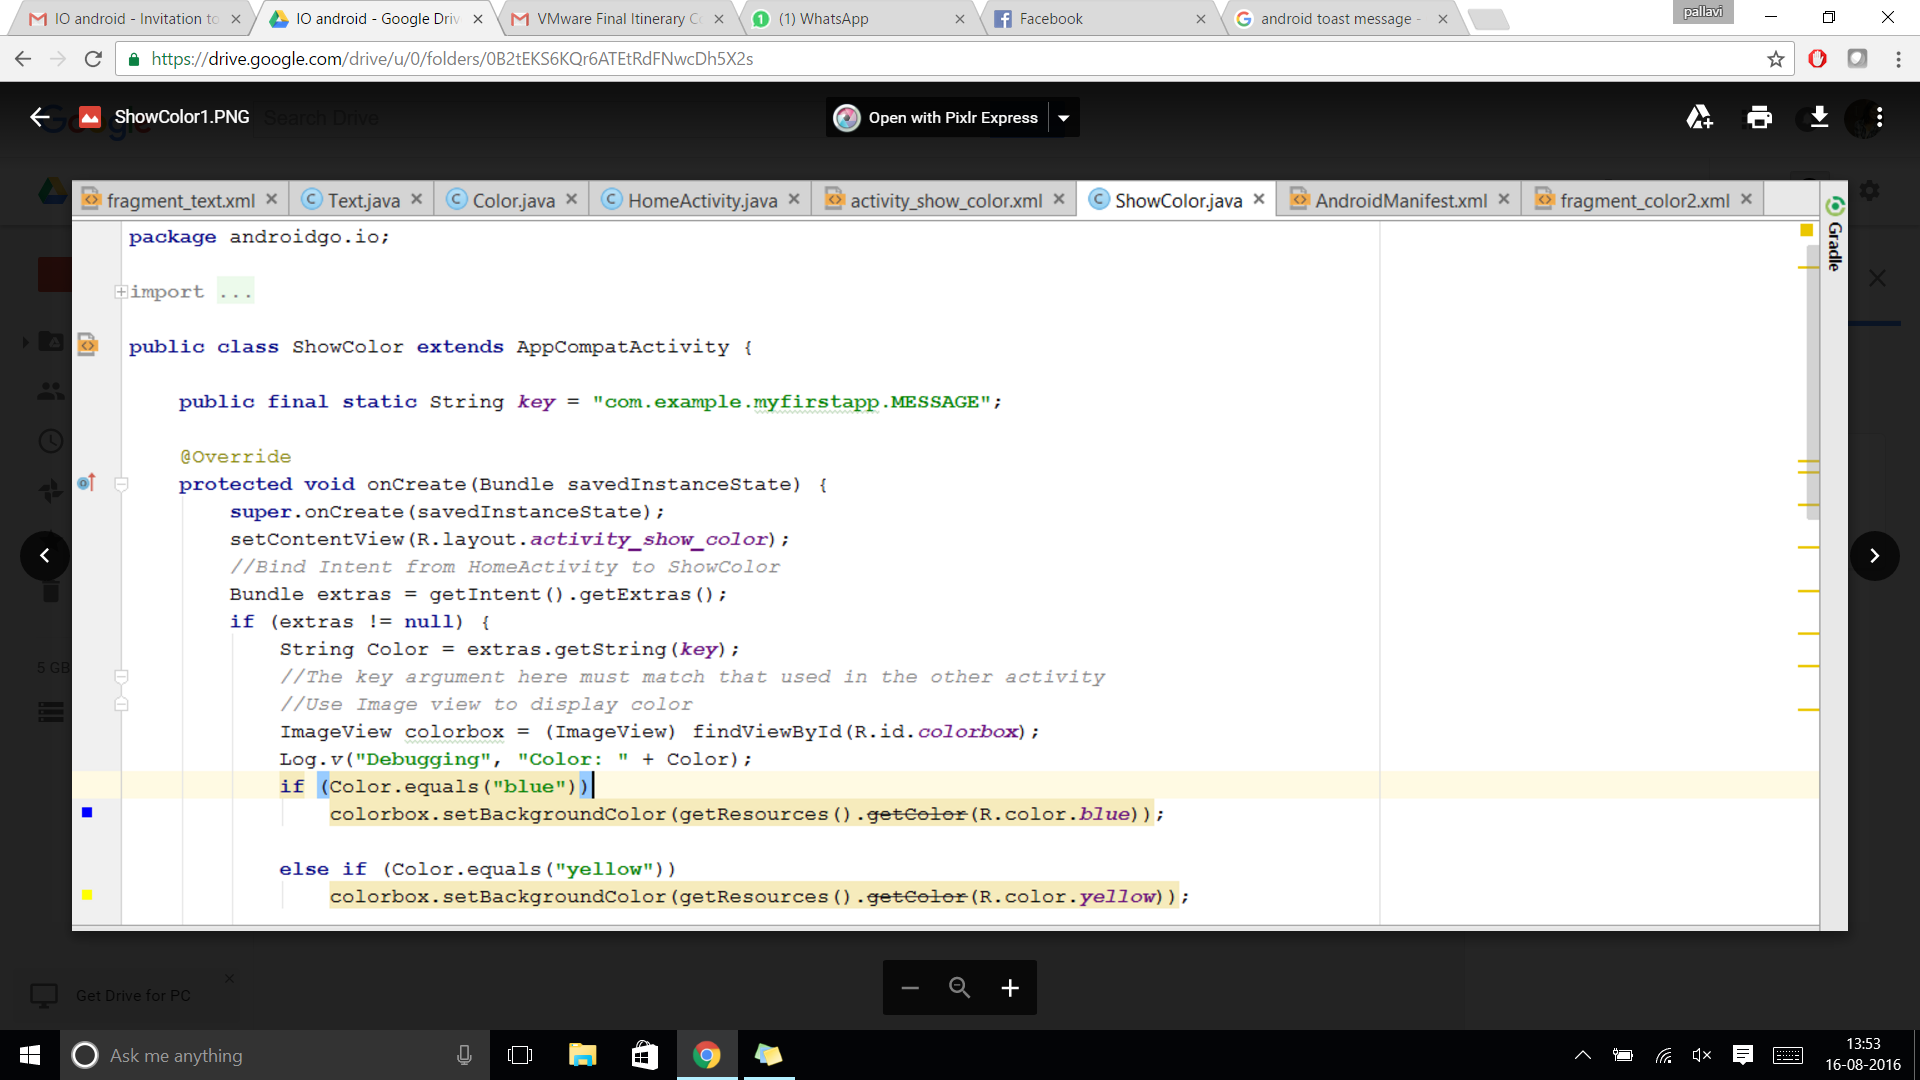 IO android - Invitation to
IO android - Google Driv
VMware Final Itinerary C
(1) WhatsApp
Facebook
android toast message -
pallavi
https://drive.google.com/drive/u/0/folders/0B2tEKS6KQr6ATEtRdFNwcDh5X2s
ShowColor1.PNG
Search Drive
Open with Pixlr Express
fragment_text.xml
Text.java
Color.java
HomeActivity.java
activity_show_color.xml
ShowColor.java
AndroidManifest.xml
fragment_color2.xml
Gradle
package androidgo.io;
import ...
public class ShowColor extends AppCompatActivity {
public final static String key = "com.example.myfirstapp.MESSAGE";
@Override
protected void onCreate(Bundle savedInstanceState) {
super.onCreate(savedInstanceState);
setContentView(R.layout.activity_show_color);
//Bind Intent from HomeActivity to ShowColor
Bundle extras = getIntent().getExtras();
if (extras != null) {
String Color = extras.getString(key);
//The key argument here must match that used in the other activity
//Use Image view to display color
ImageView colorbox = (ImageView) findViewById(R.id.colorbox);
Log.v("Debugging", "Color: " + Color);
if (Color.equals("blue"))
colorbox.setBackgroundColor(getResources().getColor(R.color.blue));
else if (Color.equals("yellow"))
colorbox.setBackgroundColor(getResources().getColor(R.color.yellow));
5 GB
Get Drive for PC
Ask me anything
13:53
16-08-2016